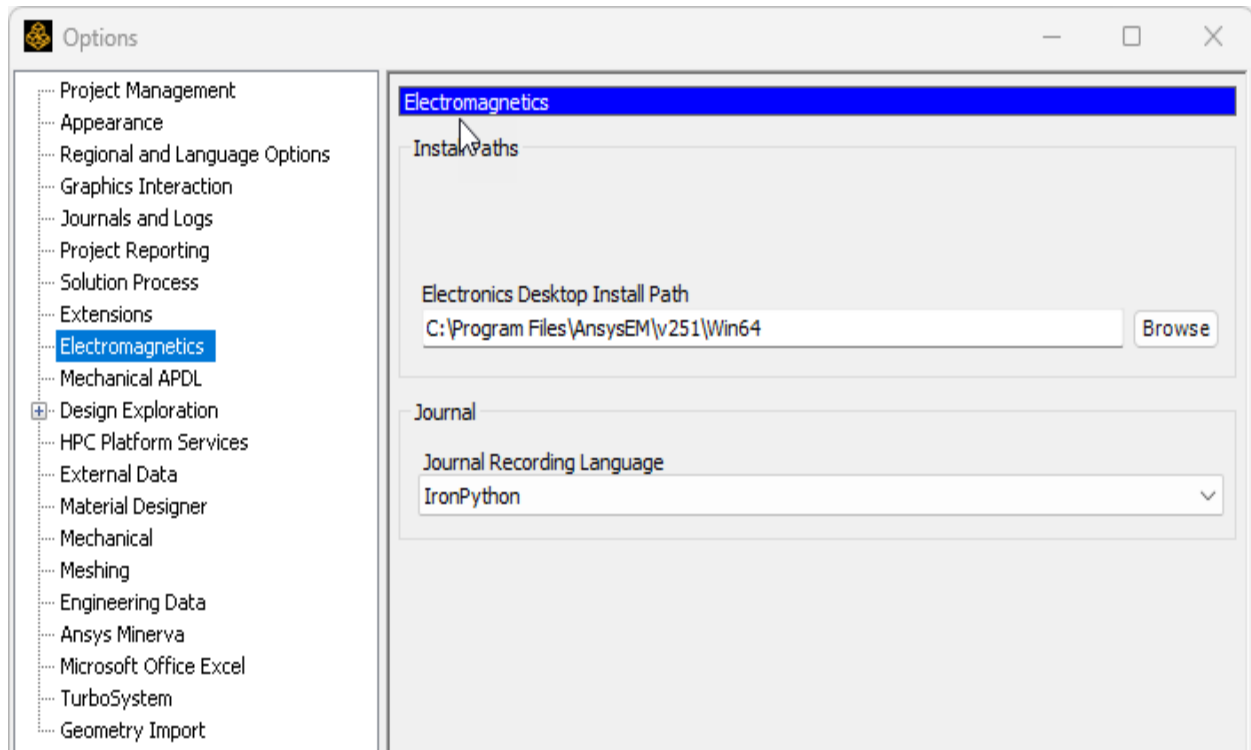 Options
Project Management
Appearance
Regional and Language Options
Graphics Interaction
Journals and Logs
Project Reporting
Solution Process
Extensions
Electromagnetics
Mechanical APDL
Design Exploration
HPC Platform Services
External Data
Material Designer
Mechanical
Meshing
Engineering Data
Ansys Minerva
Microsoft Office Excel
TurboSystem
Geometry Import
Electromagnetics
Install Paths
Electronics Desktop Install Path
C:\Program Files\AnsysEM\v251\Win64
Browse
Journal
Journal Recording Language
IronPython